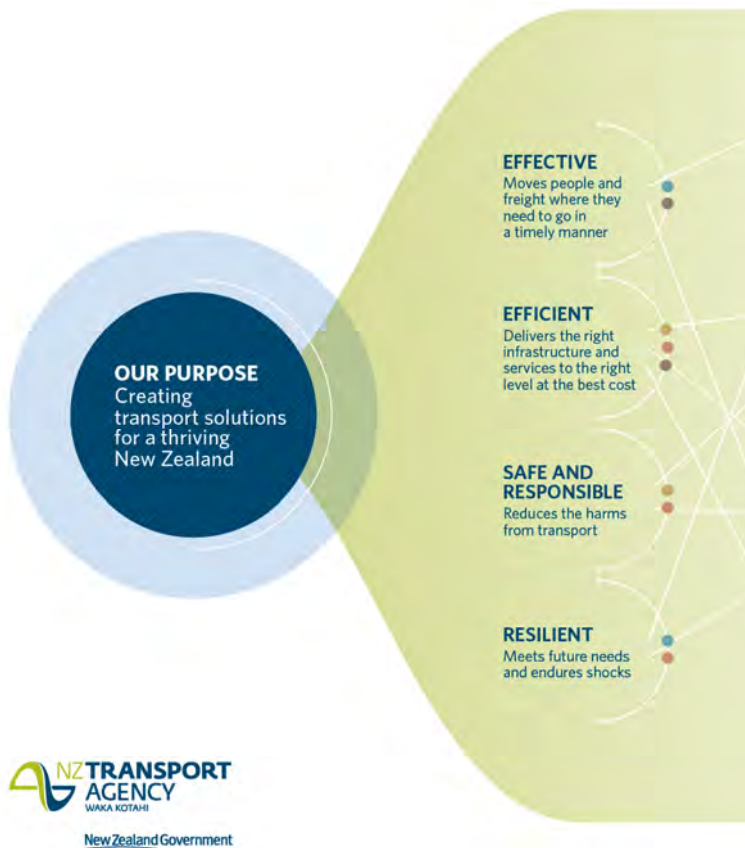 OUR PURPOSE
Creating
transport solutions
for a thriving
New Zealand
EFFECTIVE
Moves people and
freight where they
need to go in
a timely manner
EFFICIENT
Delivers the right
infrastructure and
services to the right
level at the best cost
SAFE AND
RESPONSIBLE
Reduces the harms
from transport
RESILIENT
Meets future needs
and endures shocks
NZTRANSPORT
AGENCY
WAKA KOTAHI
New Zealand Government